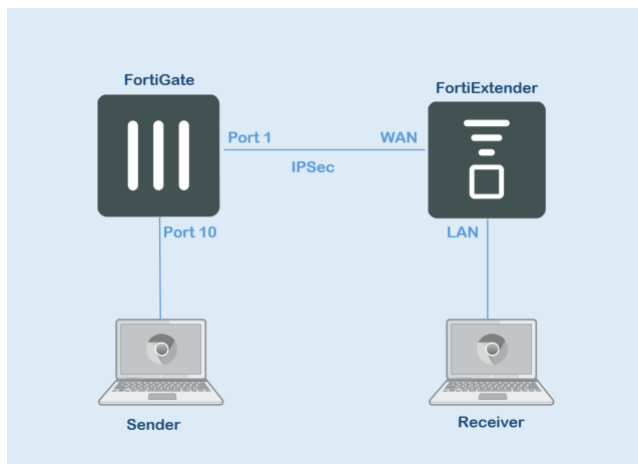 FortiGate
FortiExtender
Port 1
WAN
IPSec
Port 10
LAN
Sender
Receiver